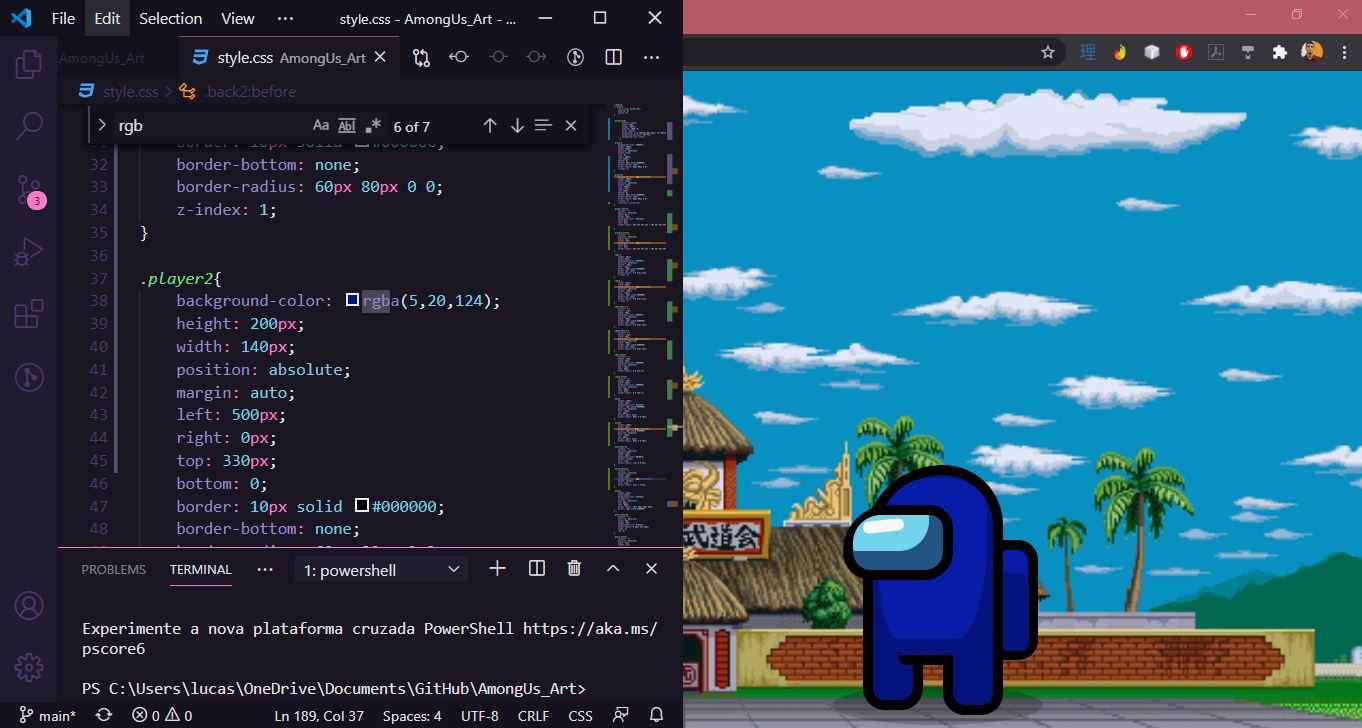 File Edit Selection View ··· style.css - AmongUs_Art - ...
AmongUs_Art style.css AmongUs_Art
style.css > .back2:before
rgb Aa Abl .* 6 of 7
32 border-bottom: none;
33 border-radius: 60px 80px 0 0;
34 z-index: 1;
35 }
36
37 .player2{
38 background-color: rgba(5,20,124);
39 height: 200px;
40 width: 140px;
41 position: absolute;
42 margin: auto;
43 left: 500px;
44 right: 0px;
45 top: 330px;
46 bottom: 0;
47 border: 10px solid #000000;
48 border-bottom: none;
PROBLEMS TERMINAL ··· 1: powershell
Experimente a nova plataforma cruzada PowerShell https://aka.ms/
pscore6
PS C:\Users\lucas\OneDrive\Documents\GitHub\AmongUs_Art>
3
main* 0 0 Ln 189, Col 37 Spaces: 4 UTF-8 CRLF CSS
理
武道会